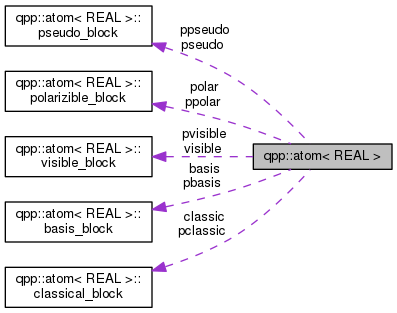 qpp::atom< REAL >::
pseudo_block
ppseudo
pseudo
qpp::atom< REAL >::
polarizible_block
polar
ppolar
qpp::atom< REAL >::
visible_block
pvisible
visible
qpp::atom< REAL >
qpp::atom< REAL >::
basis_block
basis
pbasis
qpp::atom< REAL >::
classical_block
classic
pclassic